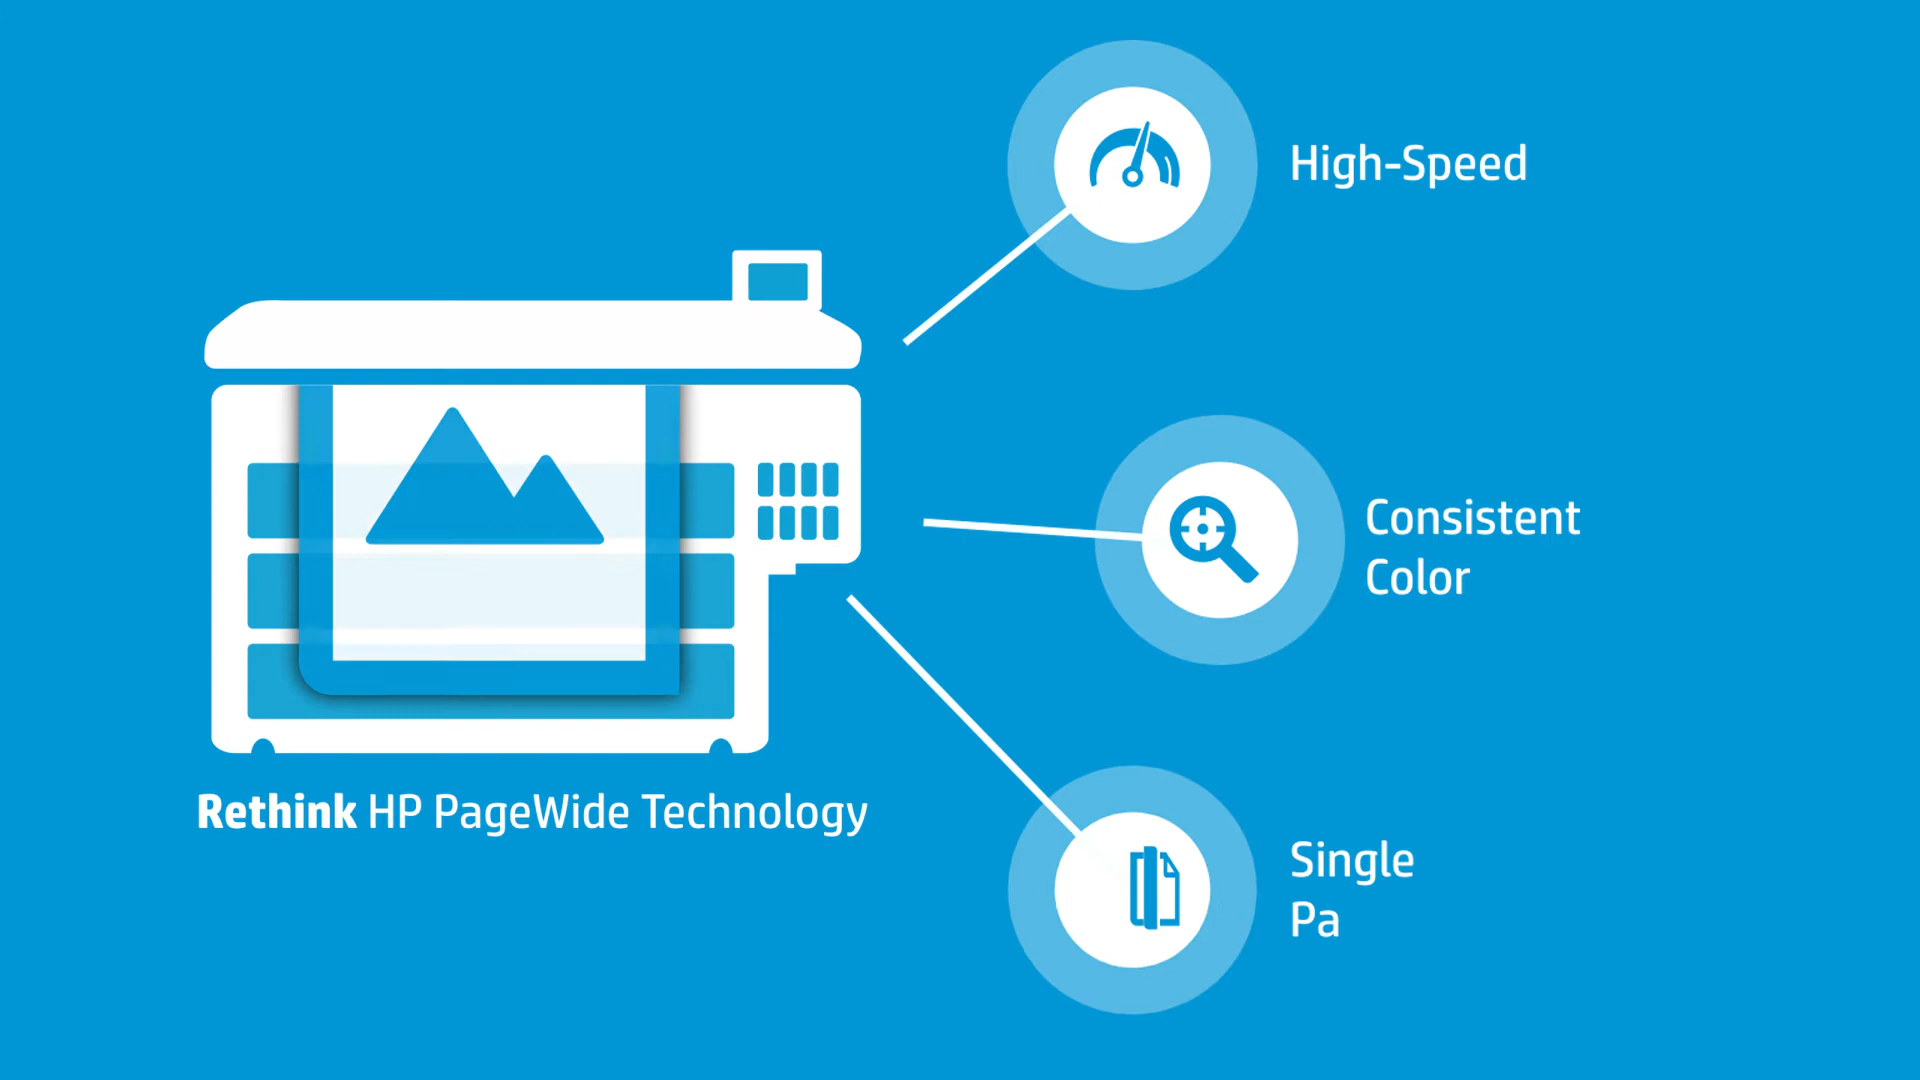 High-Speed
Consistent
Color
Rethink HP PageWide Technology
Single
Pa